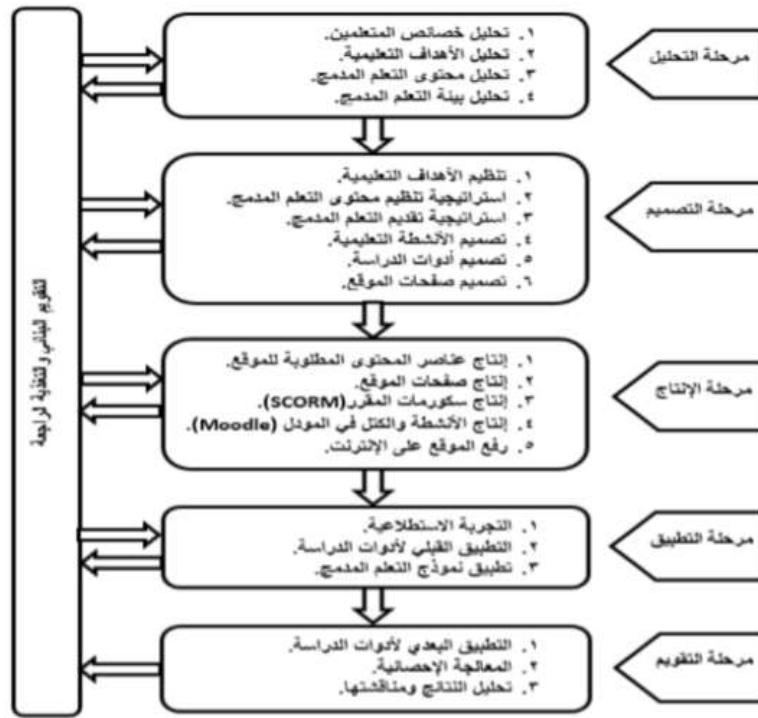 مرحلة التحليل
١. تحليل خصائص المتعلمين.
٢. تحليل الأهداف التعليمية.
٣. تحليل محتوى التعلم المدمج.
٤. تحليل بيئة التعلم المدمج.
مرحلة التصميم
١. تنظيم الأهداف التعليمية.
٢. استراتيجية تنظيم محتوى التعلم المدمج.
٣. استراتيجية تقديم التعلم المدمج.
٤. تصميم الأنشطة التعليمية.
٥. تصميم أدوات الدراسة.
٦. تصميم صفحات الموقع.
مرحلة الإنتاج
١. إنتاج عناصر المحتوى المطلوبة للموقع.
٢. إنتاج صفحات الموقع.
٣. إنتاج سكورمات المقرر(SCORM).
٤. إنتاج الأنشطة والكتل في المودل (Moodle).
٥. رفع الموقع على الإنترنت.
مرحلة التطبيق
١. التجربة الاستطلاعية.
٢. التطبيق القبلي لأدوات الدراسة.
٣. تطبيق نموذج التعلم المدمج.
مرحلة التقويم
١. التطبيق البعدي لأدوات الدراسة.
٢. المعالجة الإحصائية.
٣. تحليل النتائج ومناقشتها.
التقويم البنائي والتغذية الراجعة